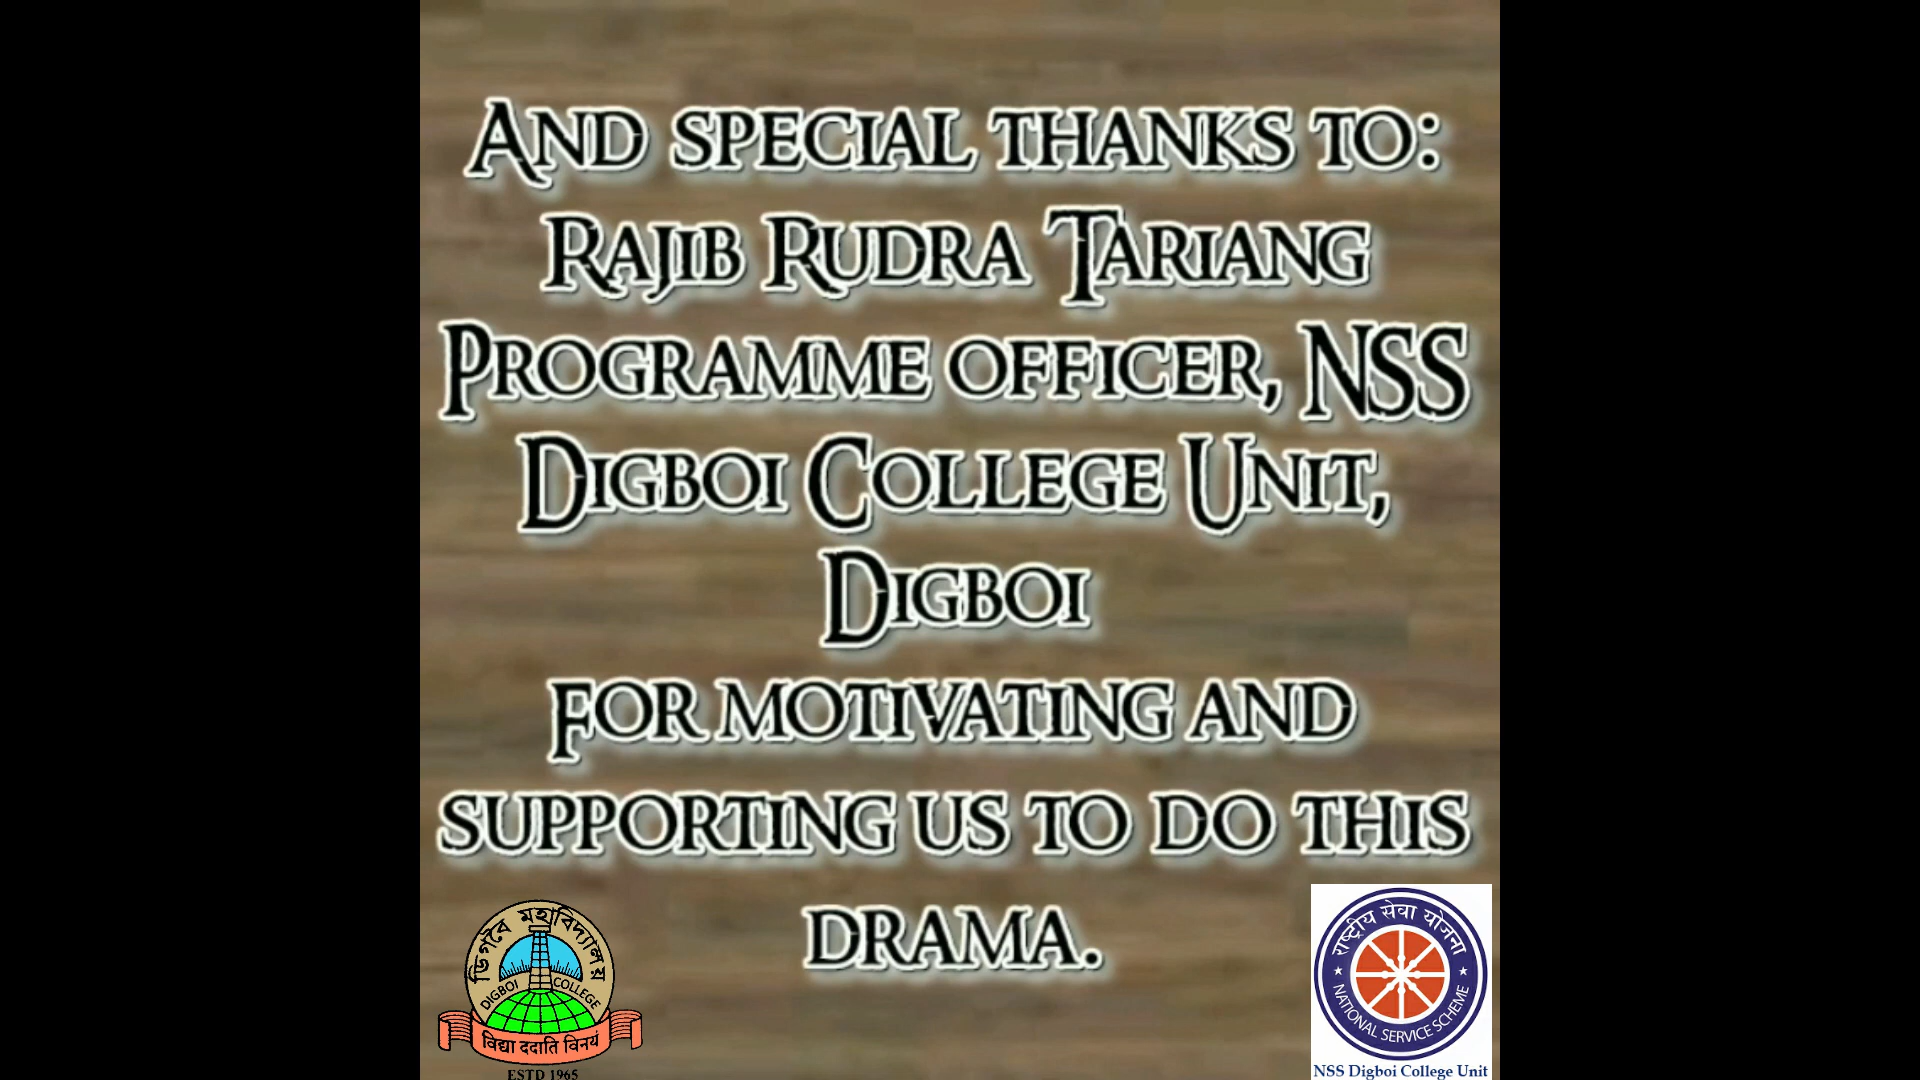 And special thanks to:
Rajib Rudra Tariang
Programme officer, NSS
Digboi College Unit,
Digboi
for motivating and
supporting us to do this
drama.
ডিগবৈ মহাবিদ্যালয়
DIGBOI COLLEGE
विद्या ददाति विनयं
ESTD 1965
राष्ट्रीय सेवा योजना
NATIONAL SERVICE SCHEME
NSS Digboi College Unit